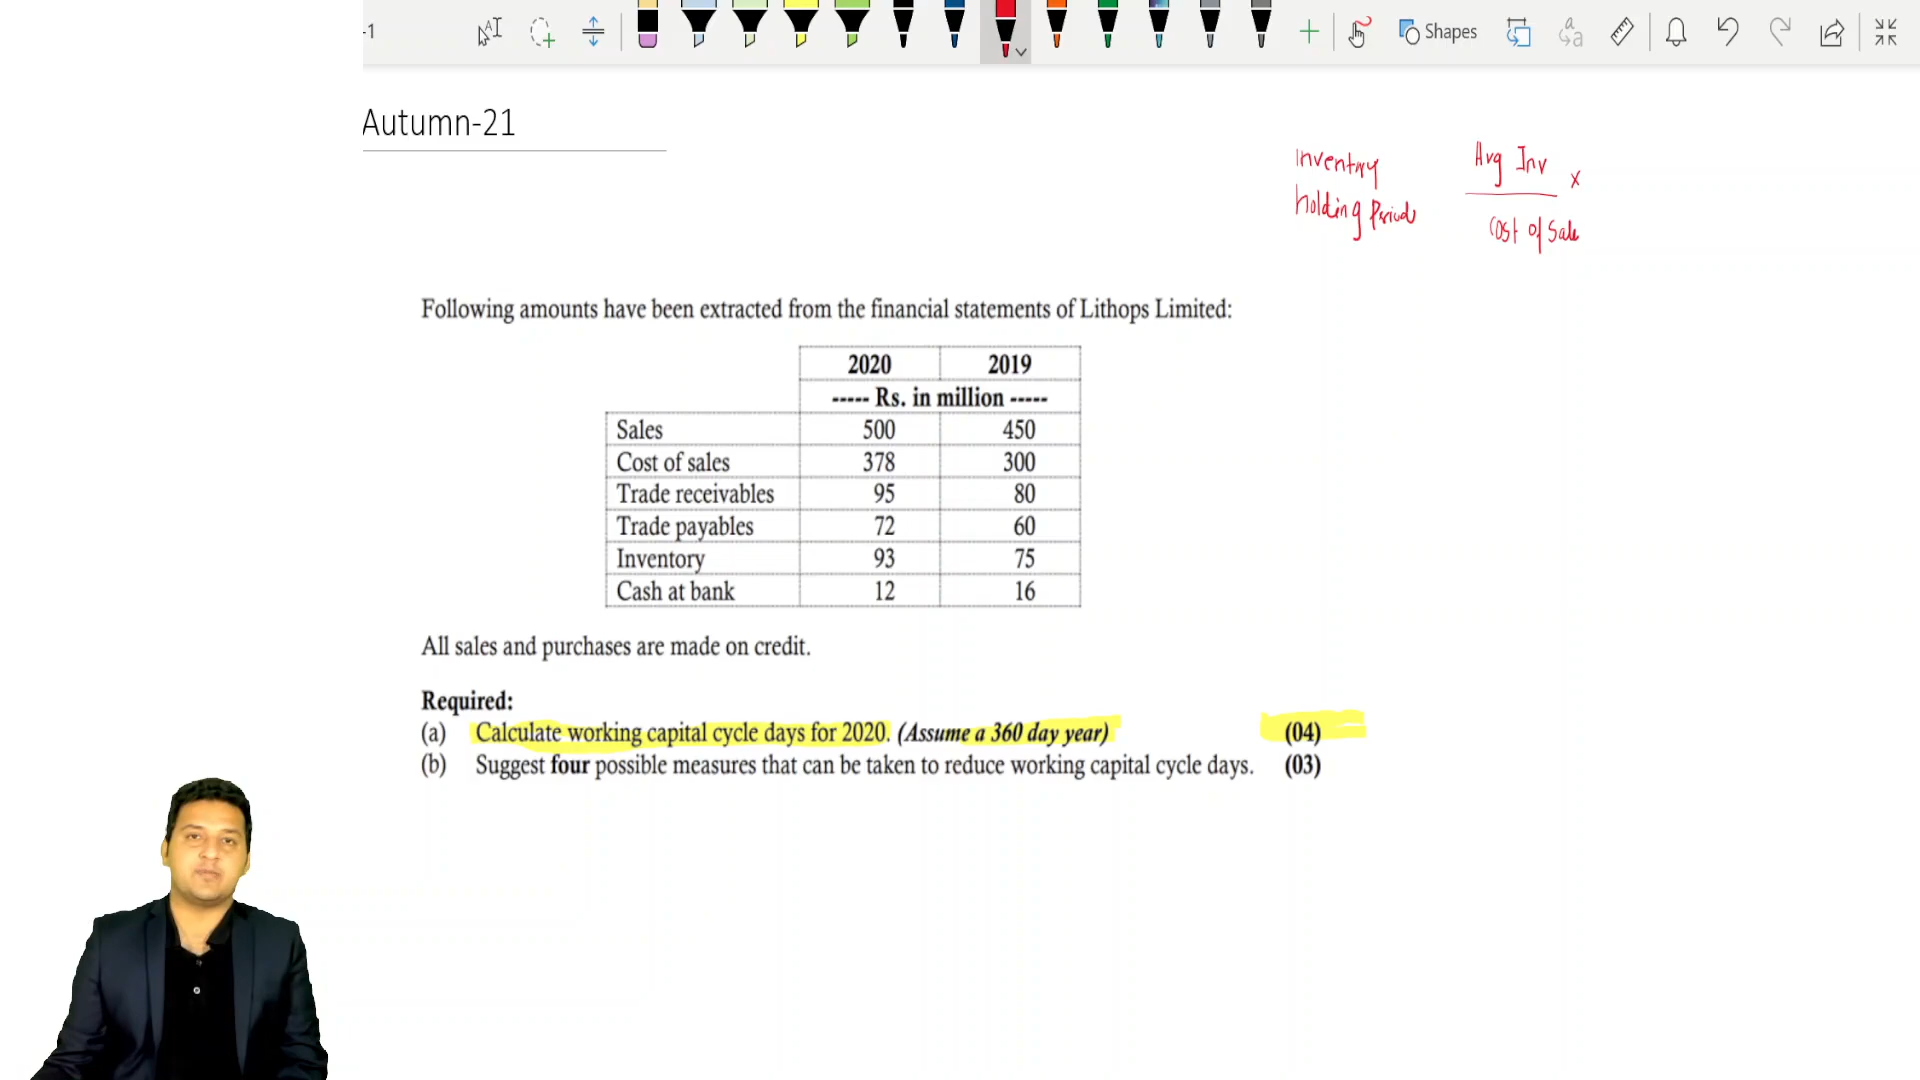 -1
Shapes
Autumn-21
Inventory
holding Period
Avg Inv x
Cost of Sale
Following amounts have been extracted from the financial statements of Lithops Limited:
2020 2019
----- Rs. in million -----
Sales 500 450
Cost of sales 378 300
Trade receivables 95 80
Trade payables 72 60
Inventory 93 75
Cash at bank 12 16
All sales and purchases are made on credit.
Required:
(a) Calculate working capital cycle days for 2020. (Assume a 360 day year) (04)
(b) Suggest four possible measures that can be taken to reduce working capital cycle days. (03)